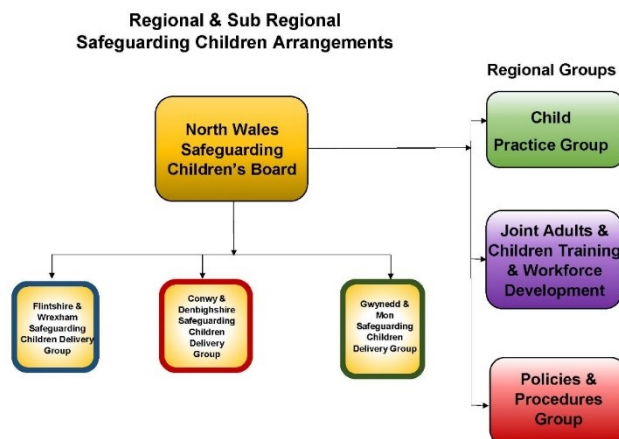 Regional & Sub Regional
Safeguarding Children Arrangements
Regional Groups
North Wales
Safeguarding
Children's Board
Child
Practice Group
Joint Adults &
Children Training
& Workforce
Development
Flintshire &
Wrexham
Safeguarding
Children Delivery
Group
Conwy &
Denbighshire
Safeguarding
Children
Delivery
Group
Gwynedd &
Mon
Safeguarding
Children
Delivery Group
Policies &
Procedures
Group